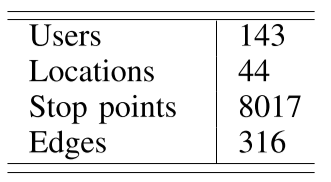 Users 143
Locations 44
Stop points 8017
Edges 316